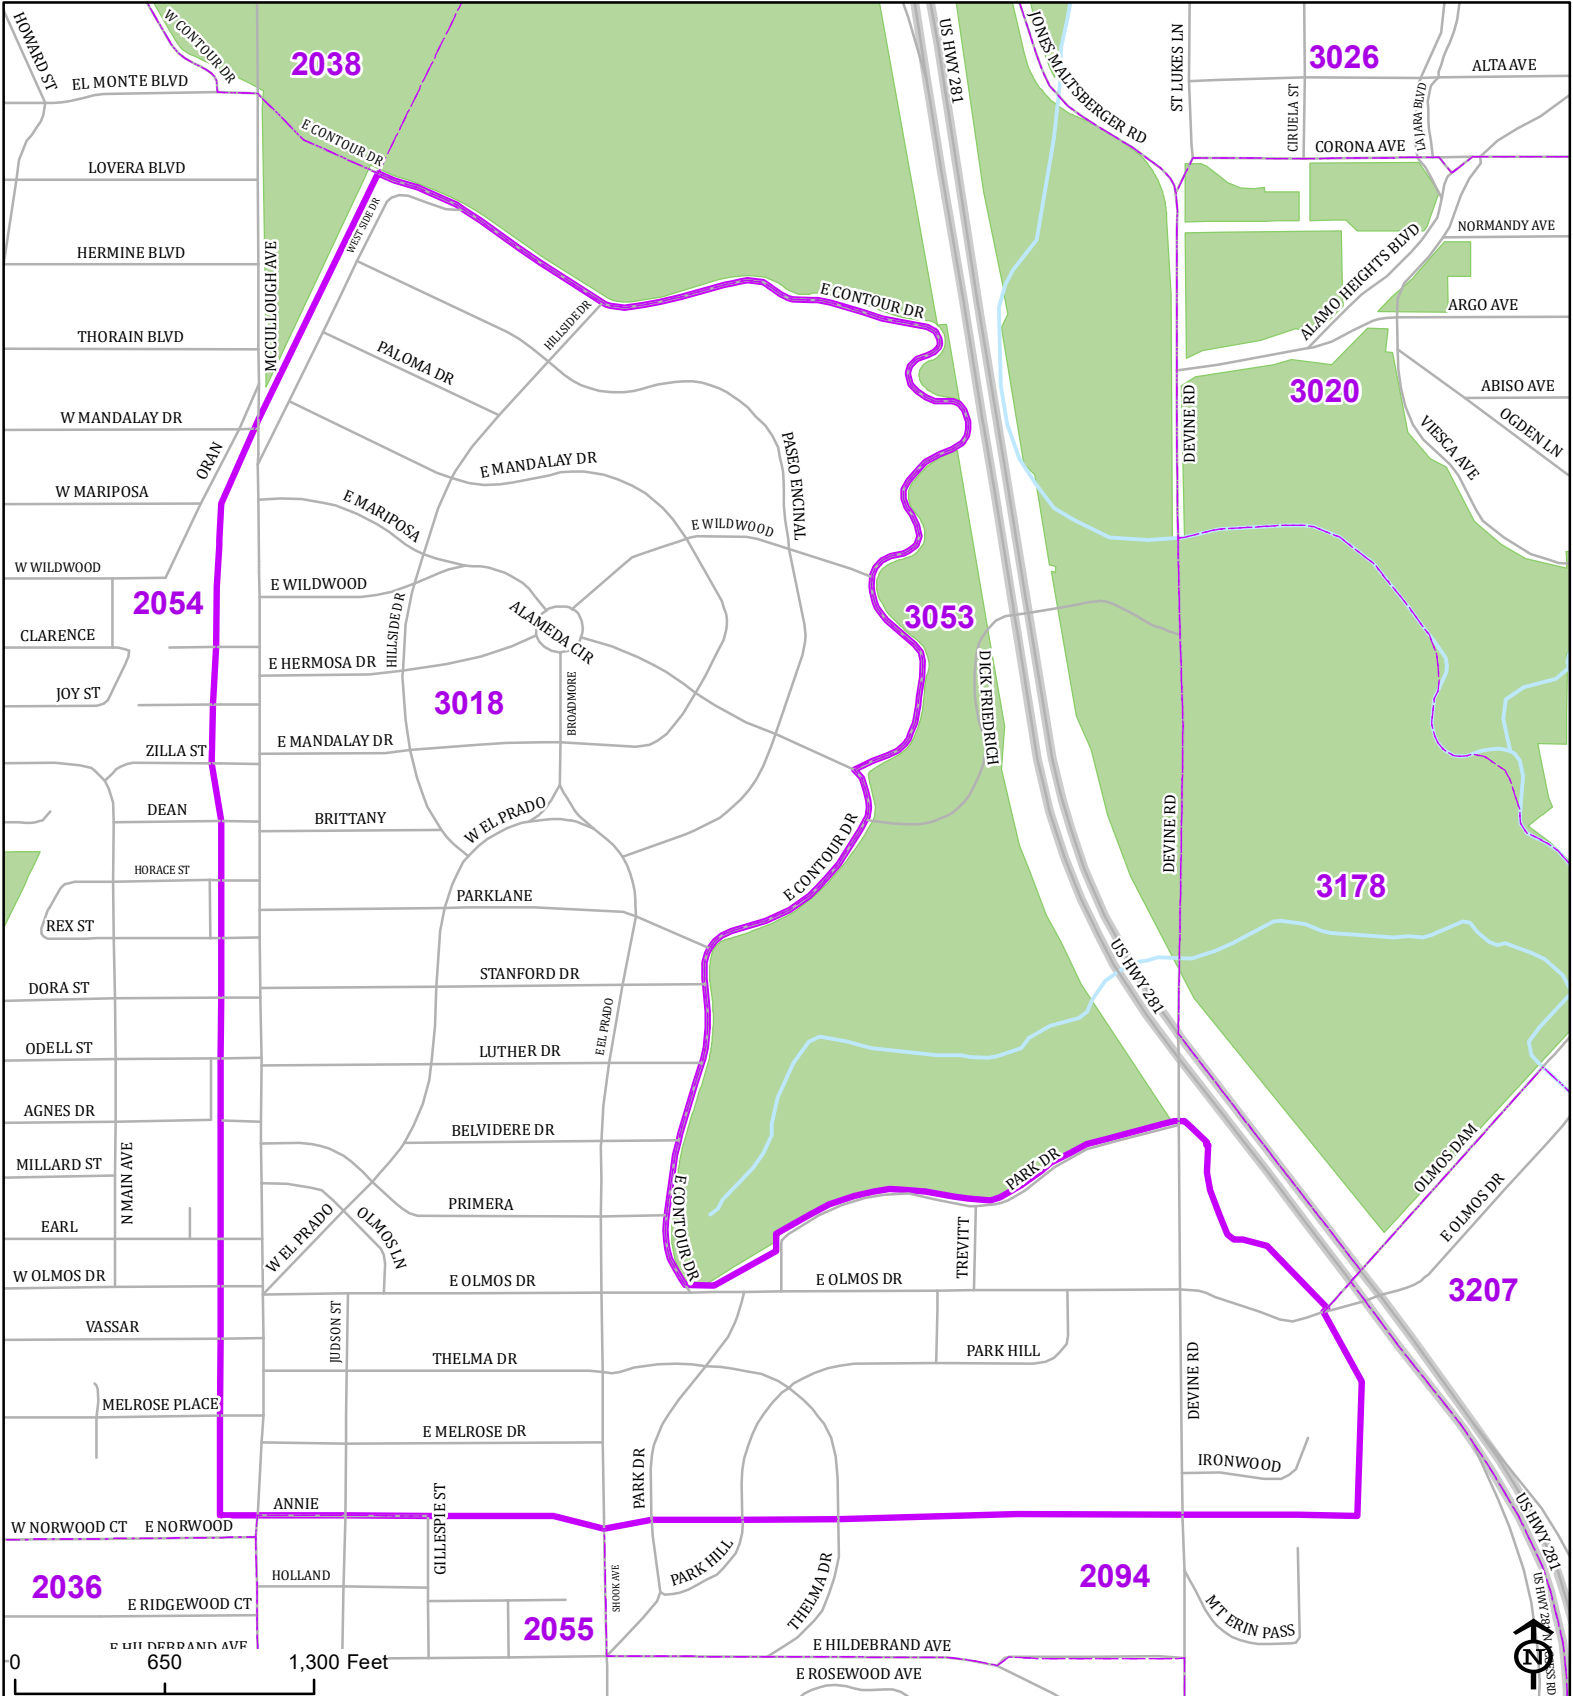 HOWARD ST
W CONTOUR DR
2038
US HWY 281
JONES MALTSBERGER RD
ST LUKES LN
3026
ALTA AVE
EL MONTE BLVD
CIRUELA ST
LA JARA BLVD
E CONTOUR DR
CORONA AVE
LOVERA BLVD
WEST SIDE DR
NORMANDY AVE
HERMINE BLVD
MCCULLOUGH AVE
ALAMO HEIGHTS BLVD
E CONTOUR DR
ARGO AVE
THORAIN BLVD
HILLSIDE DR
PALOMA DR
3020
ABISO AVE
W MANDALAY DR
DEVINE RD
OGDEN LN
VIESCA AVE
ORAN
E MANDALAY DR
PASEO ENCINAL
W MARIPOSA
E MARIPOSA
E WILDWOOD
W WILDWOOD
E WILDWOOD
2054
HILLSIDE DR
ALAMEDA CIR
3053
CLARENCE
E HERMOSA DR
DICK FRIEDRICH
JOY ST
3018
BROADMORE
ZILLA ST
E MANDALAY DR
DEAN
BRITTANY
W EL PRADO
DEVINE RD
E CONTOUR DR
HORACE ST
3178
REX ST
PARKLANE
US HWY 281
DORA ST
STANFORD DR
E EL PRADO
ODELL ST
LUTHER DR
AGNES DR
BELVIDERE DR
OLMOS DAM
MILLARD ST
N MAIN AVE
PARK DR
E OLMOS DR
PRIMERA
E CONTOUR DR
EARL
W EL PRADO
OLMOS LN
TREVITT
W OLMOS DR
E OLMOS DR
E OLMOS DR
3207
VASSAR
JUDSON ST
THELMA DR
PARK HILL
DEVINE RD
MELROSE PLACE
E MELROSE DR
PARK DR
IRONWOOD
ANNIE
GILLESPIE ST
US HWY 281
W NORWOOD CT
E NORWOOD
PARK HILL
THELMA DR
2036
HOLLAND
SHOOK AVE
2094
E RIDGEWOOD CT
2055
MT ERIN PASS
E HILDEBRAND AVE
E HILDEBRAND AVE
0 650 1,300 Feet
E ROSEWOOD AVE
N